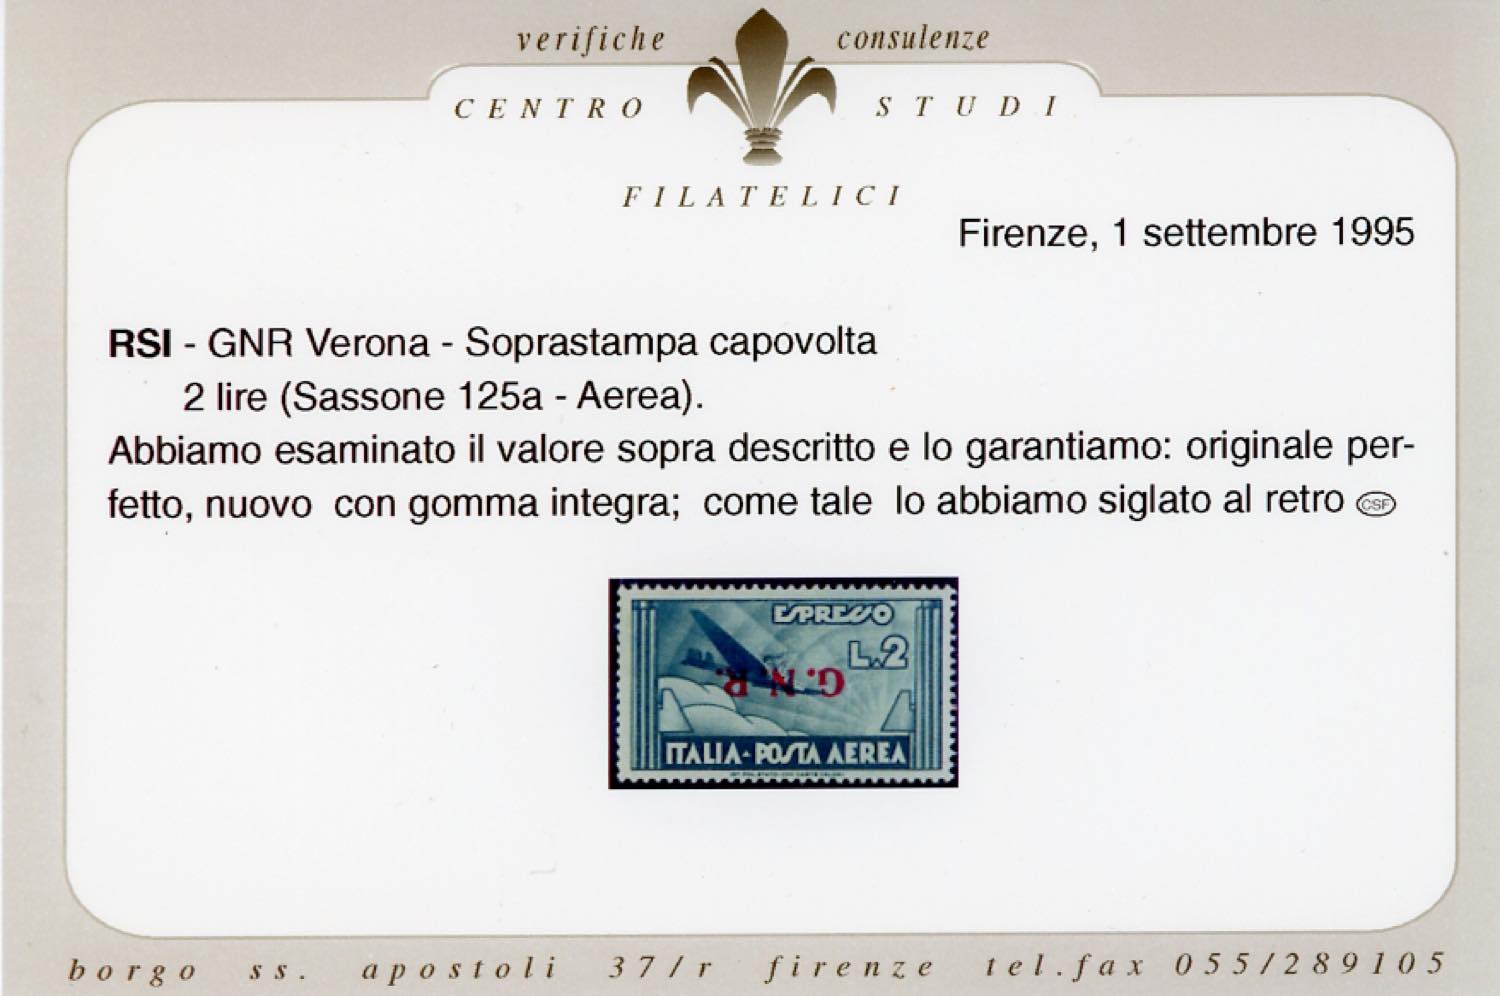 verifiche consulenze
CENTRO STUDI
FILATELICI
Firenze, 1 settembre 1995
RSI - GNR Verona - Soprastampa capovolta
2 lire (Sassone 125a - Aerea).
Abbiamo esaminato il valore sopra descritto e lo garantiamo: originale per-
fetto, nuovo con gomma integra; come tale lo abbiamo siglato al retro CSF
ESPRESSO
L.2
G.N.R.
ITALIA-POSTA AEREA
borgo ss. apostoli 37/r firenze tel.fax 055/289105